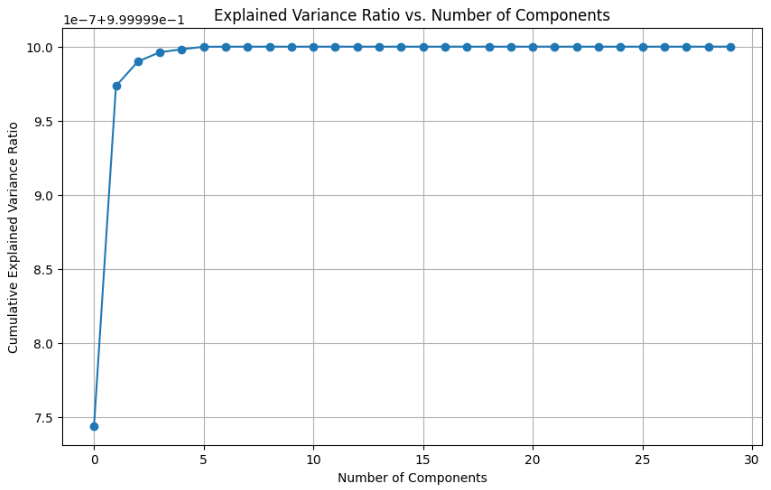 Explained Variance Ratio vs. Number of Components
1e-7+9.99999e-1
10.0
9.5
9.0
8.5
8.0
7.5
Cumulative Explained Variance Ratio
0 5 10 15 20 25 30
Number of Components